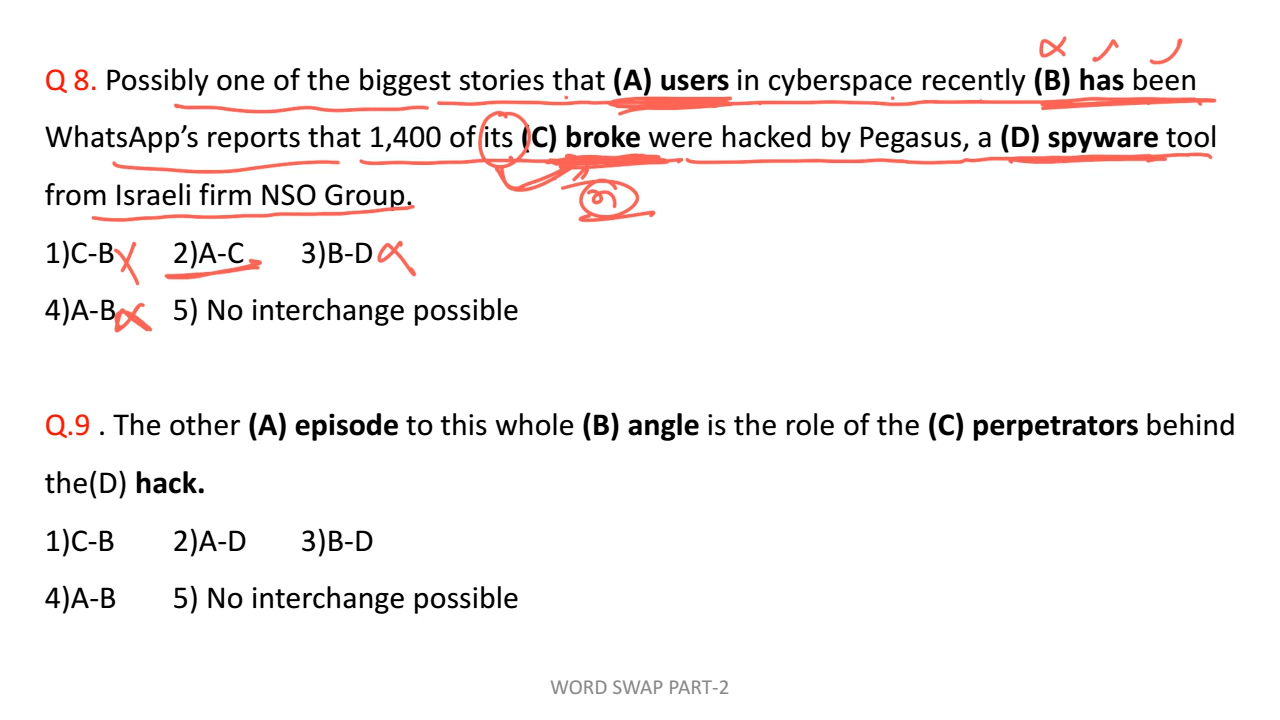 Q 8. Possibly one of the biggest stories that (A) users in cyberspace recently (B) has been
WhatsApp’s reports that 1,400 of its (C) broke were hacked by Pegasus, a (D) spyware tool
from Israeli firm NSO Group.
1)C-B 2)A-C 3)B-D
4)A-B 5) No interchange possible
Q.9 . The other (A) episode to this whole (B) angle is the role of the (C) perpetrators behind
the(D) hack.
1)C-B 2)A-D 3)B-D
4)A-B 5) No interchange possible
WORD SWAP PART-2